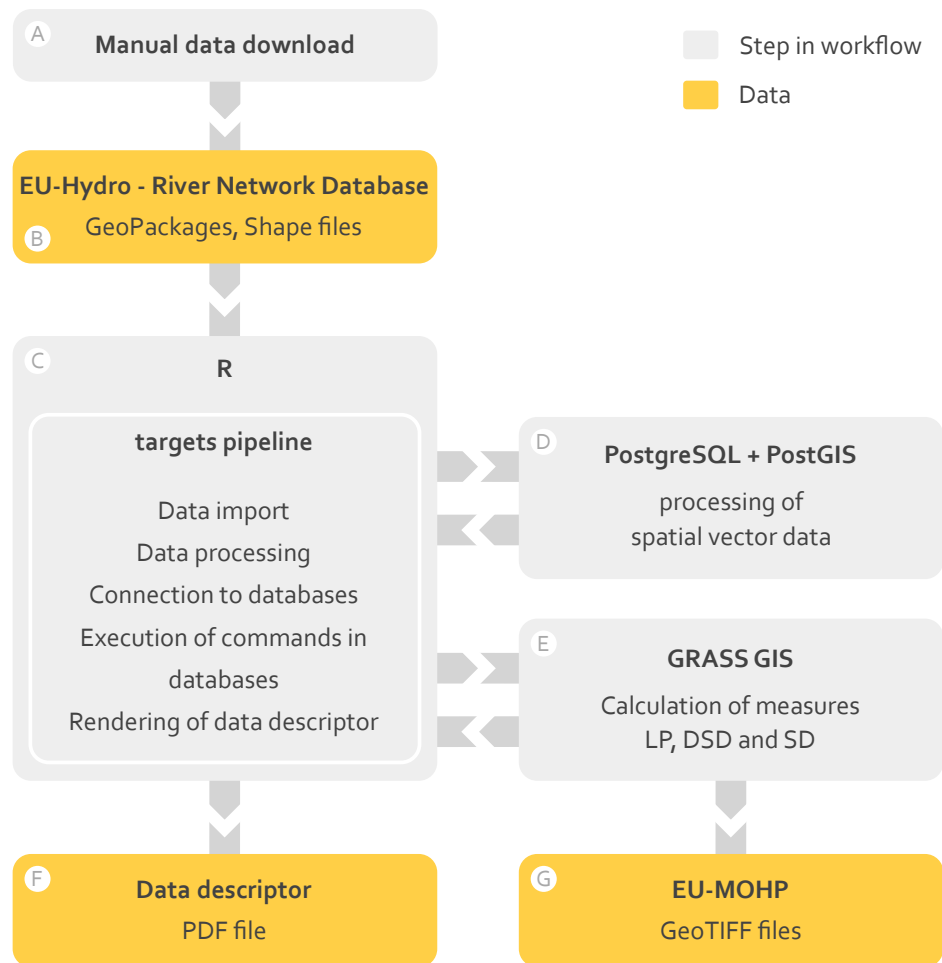 A
Manual data download
Step in workflow
Data
EU-Hydro - River Network Database
GeoPackages, Shape files
B
C
R
targets pipeline
Data import
Data processing
Connection to databases
Execution of commands in
databases
Rendering of data descriptor
D
PostgreSQL + PostGIS
processing of
spatial vector data
E
GRASS GIS
Calculation of measures
LP, DSD and SD
F
Data descriptor
PDF file
G
EU-MOHP
GeoTIFF files